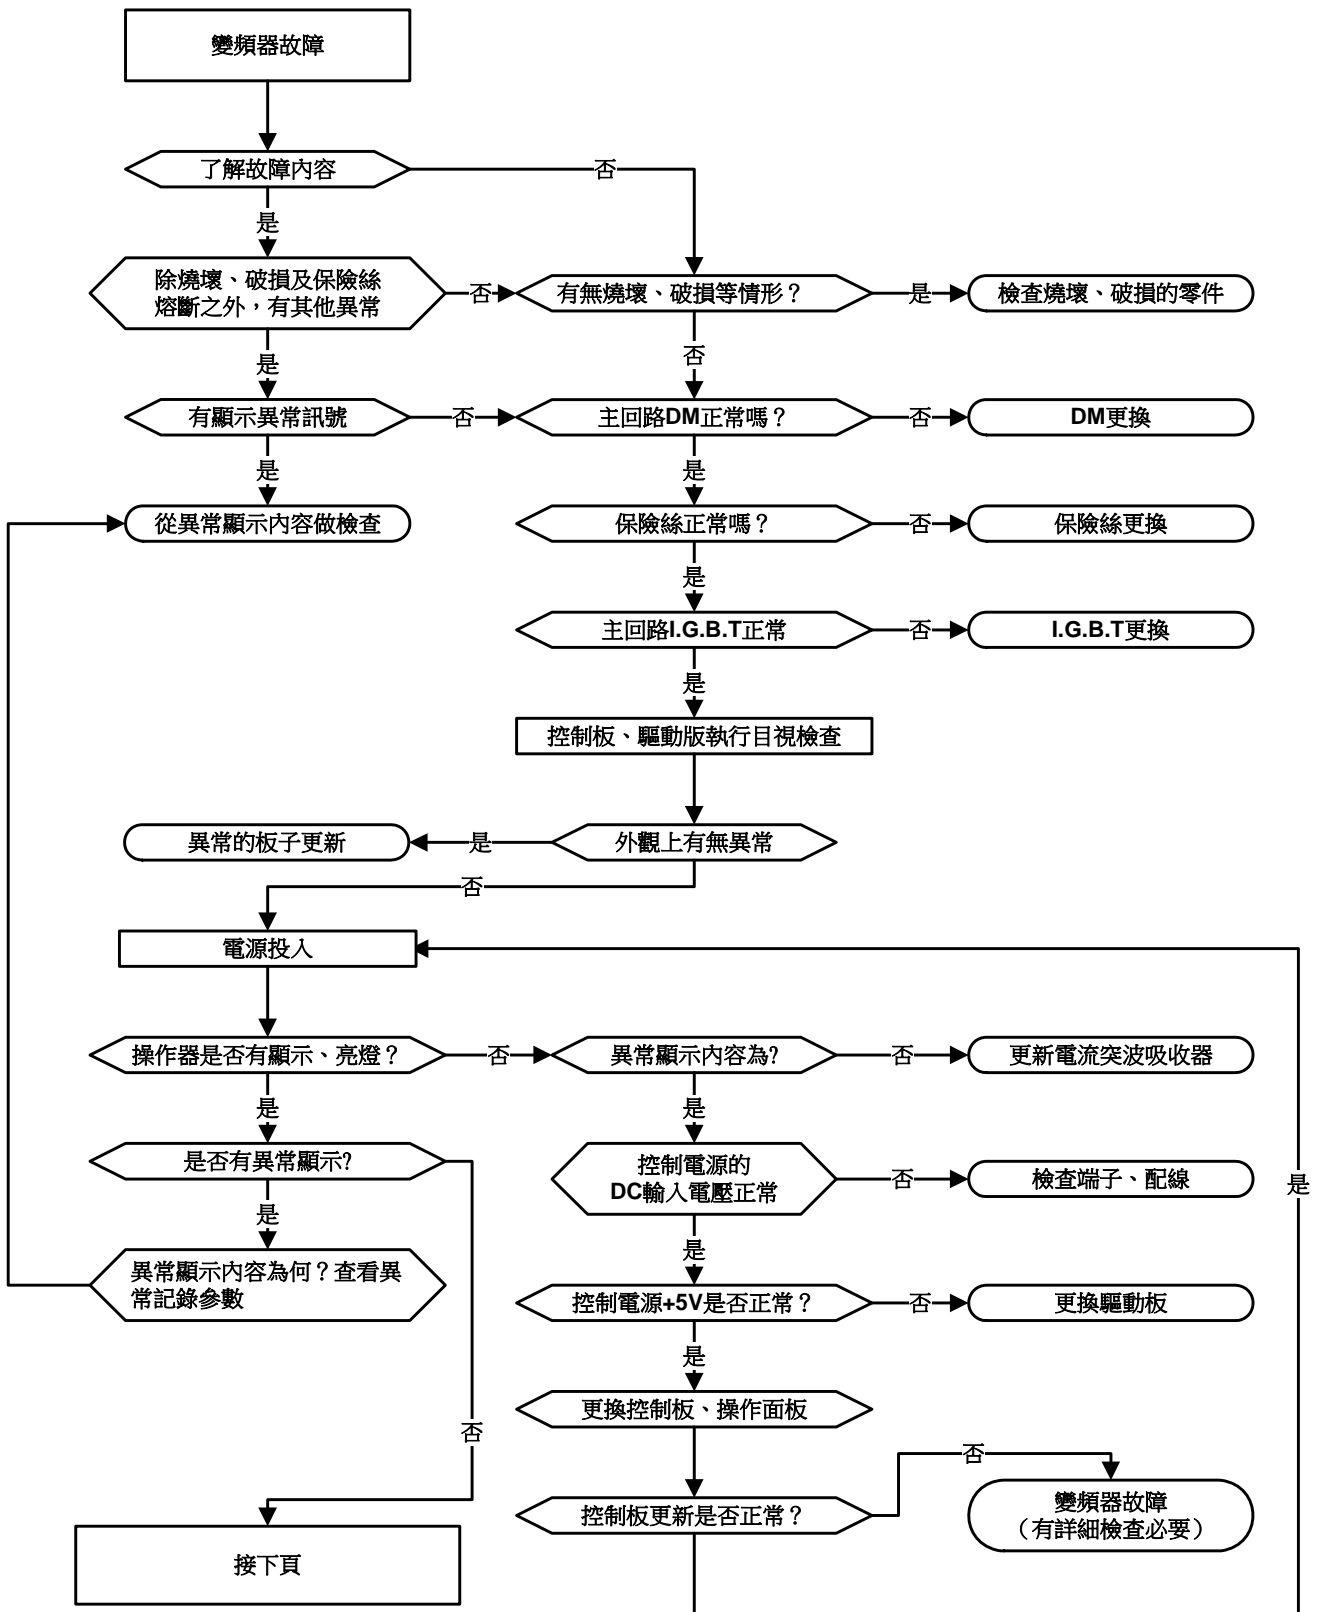 變頻器故障
了解故障內容
否
是
除燒壞、破損及保險絲
熔斷之外，有其他異常
否
有無燒壞、破損等情形？
是
檢查燒壞、破損的零件
是
否
有顯示異常訊號
否
主回路DM正常嗎？
否
DM更換
是
是
從異常顯示內容做檢查
保險絲正常嗎？
否
保險絲更換
是
主回路I.G.B.T正常
否
I.G.B.T更換
是
控制板、驅動版執行目視檢查
異常的板子更新
是
外觀上有無異常
否
電源投入
操作器是否有顯示、亮燈？
否
異常顯示內容為?
否
更新電流突波吸收器
是
是
是否有異常顯示?
控制電源的
DC輸入電壓正常
否
檢查端子、配線
是
是
是
異常顯示內容為何？查看異
常記錄參數
控制電源+5V是否正常？
否
更換驅動板
是
更換控制板、操作面板
否
否
控制板更新是否正常？
變頻器故障
（有詳細檢查必要）
接下頁